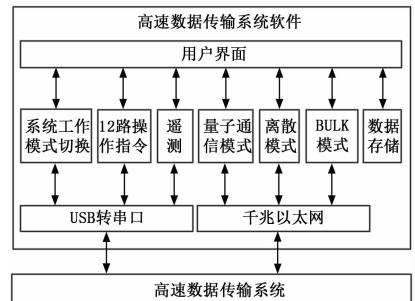 高速数据传输系统软件
用户界面
系统工作
模式切换
12路操
作指令
遥
测
量子通
信模式
离散
模式
BULK
模式
数据
存储
USB转串口
千兆以太网
高速数据传输系统